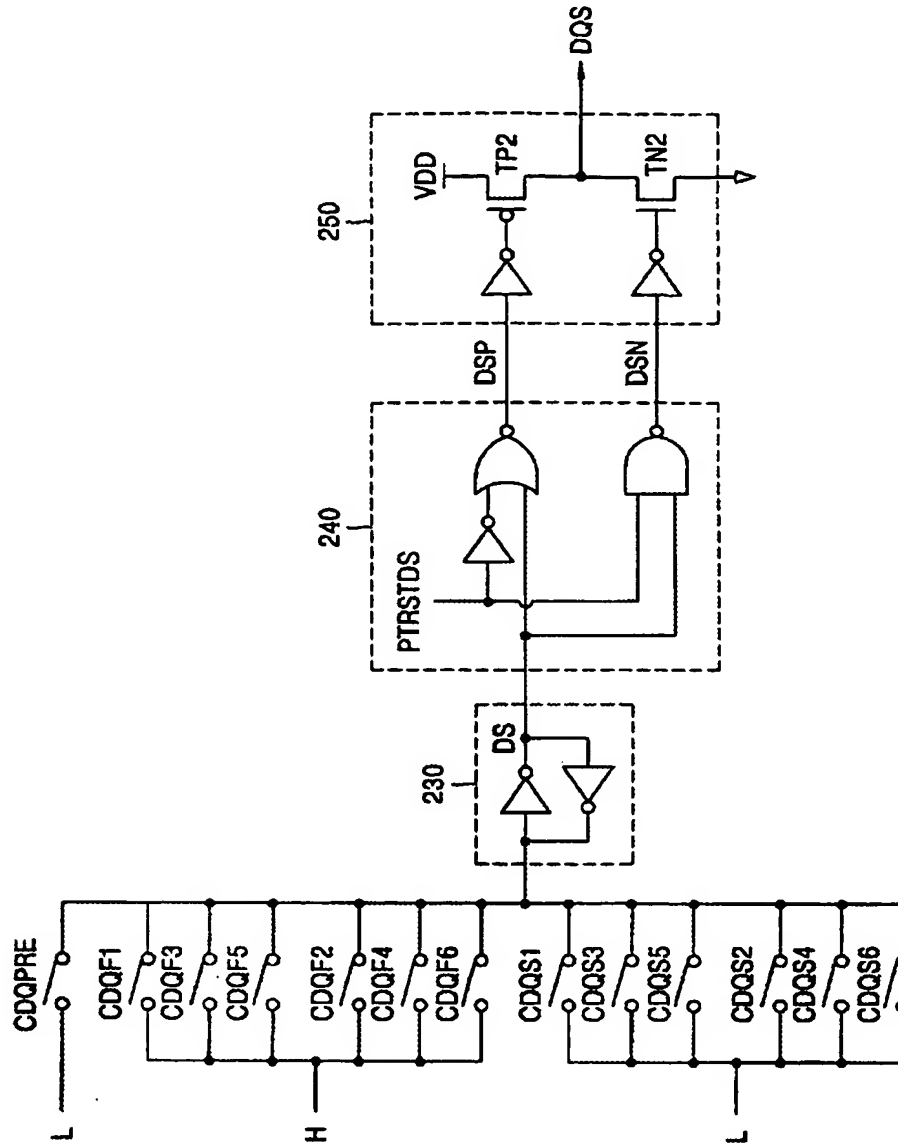 L
CDQPRE
H
CDQF1
CDQF3
CDQF5
CDQF2
CDQF4
CDQF6
L
CDQS1
CDQS3
CDQS5
CDQS2
CDQS4
CDQS6
230
DS
240
PTRSTDS
DSP
DSN
250
VDD
TP2
TN2
DQS